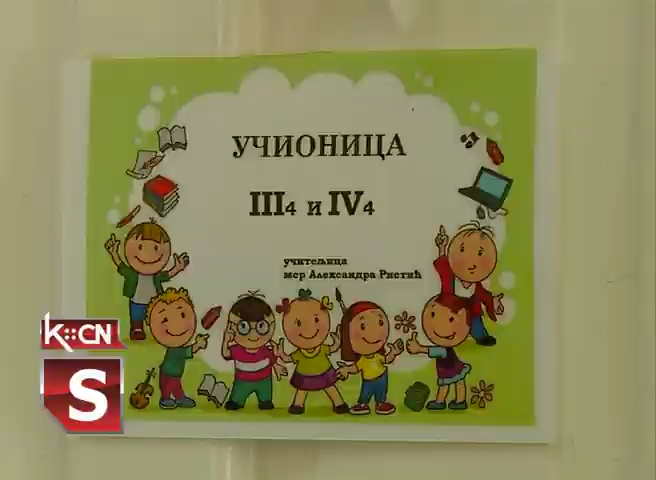 УЧИОНИЦА
III4 и IV4
учитељица
мср Александра Ристић
K::CN
S